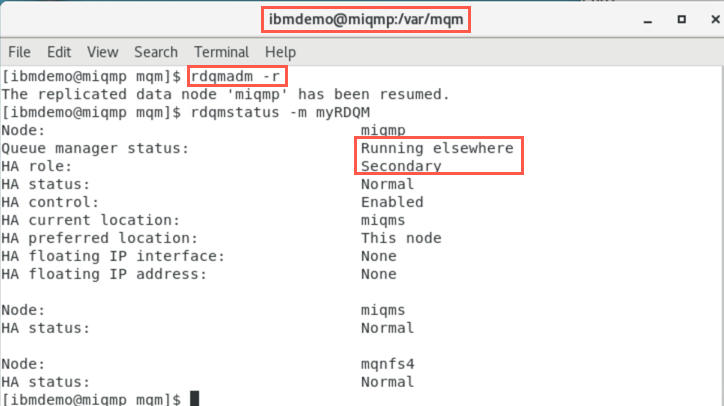 ibmdemo@miqmp:/var/mqm
File Edit View Search Terminal Help
[ibmdemo@miqmp mqm]$ rdqmadm -r
The replicated data node 'miqmp' has been resumed.
[ibmdemo@miqmp mqm]$ rdqmstatus -m myRDQM
Node: miqmp
Queue manager status: Running elsewhere
HA role: Secondary
HA status: Normal
HA control: Enabled
HA current location: miqms
HA preferred location: This node
HA floating IP interface: None
HA floating IP address: None
Node: miqms
HA status: Normal
Node: mqnfs4
HA status: Normal
[ibmdemo@miqmp mqm]$